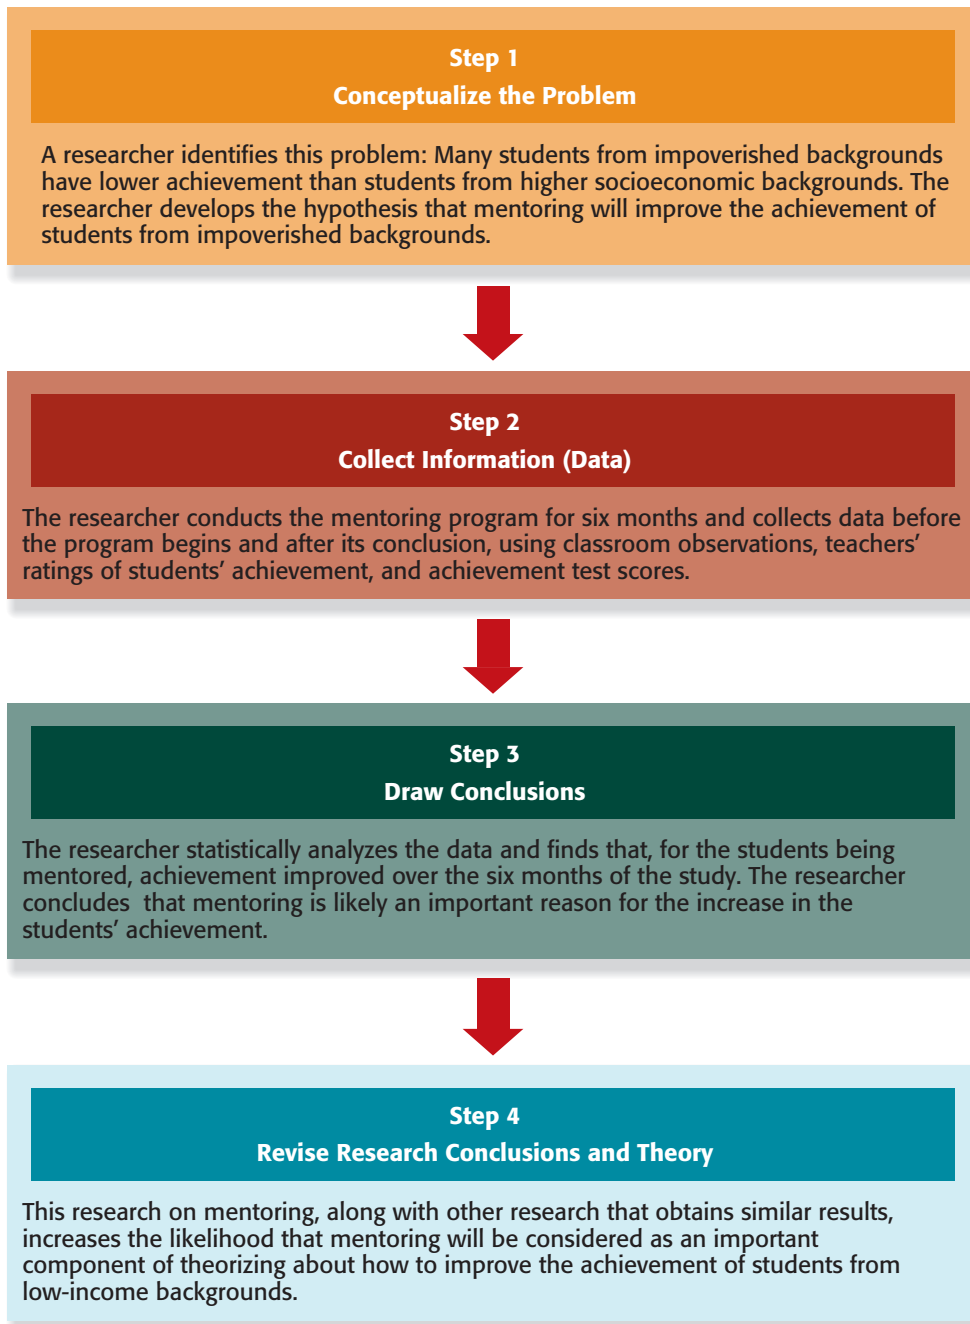 Step 1
Conceptualize the Problem
A researcher identifies this problem: Many students from impoverished backgrounds
have lower achievement than students from higher socioeconomic backgrounds. The
researcher develops the hypothesis that mentoring will improve the achievement of
students from impoverished backgrounds.
Step 2
Collect Information (Data)
The researcher conducts the mentoring program for six months and collects data before
the program begins and after its conclusion, using classroom observations, teachers’
ratings of students’ achievement, and achievement test scores.
Step 3
Draw Conclusions
The researcher statistically analyzes the data and finds that, for the students being
mentored, achievement improved over the six months of the study. The researcher
concludes that mentoring is likely an important reason for the increase in the
students’ achievement.
Step 4
Revise Research Conclusions and Theory
This research on mentoring, along with other research that obtains similar results,
increases the likelihood that mentoring will be considered as an important
component of theorizing about how to improve the achievement of students from
low-income backgrounds.